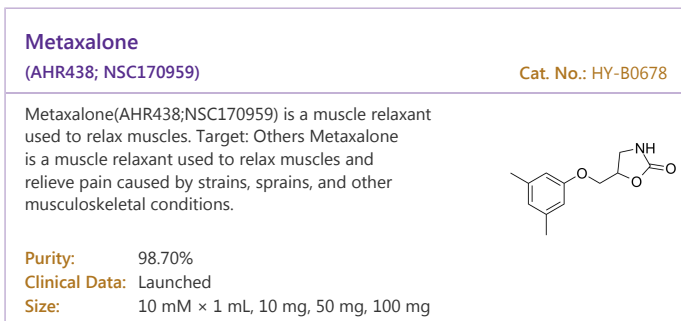 Metaxalone
(AHR438; NSC170959)
Cat. No.: HY-B0678
Metaxalone(AHR438;NSC170959) is a muscle relaxant
used to relax muscles. Target: Others Metaxalone
is a muscle relaxant used to relax muscles and
relieve pain caused by strains, sprains, and other
musculoskeletal conditions.
NH
O
O
O
Purity: 98.70%
Clinical Data: Launched
Size: 10 mM × 1 mL, 10 mg, 50 mg, 100 mg